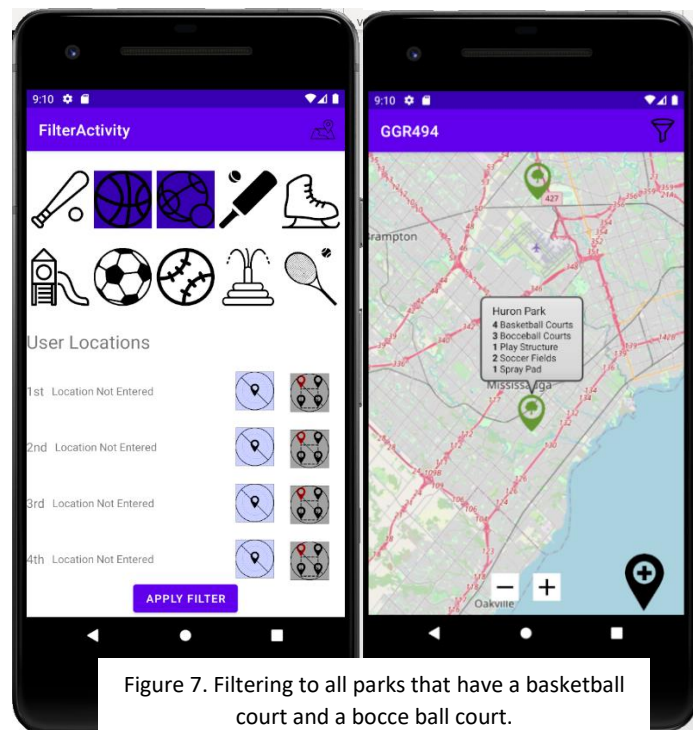 9:10
FilterActivity
User Locations
1st Location Not Entered
2nd Location Not Entered
3rd Location Not Entered
4th Location Not Entered
APPLY FILTER
9:10
GGR494
427
Brampton
Huron Park
4 Basketball Courts
3 Bocceball Courts
1 Play Structure
2 Soccer Fields
1 Spray Pad
Mississauga
Oakville
Figure 7. Filtering to all parks that have a basketball
court and a bocce ball court.